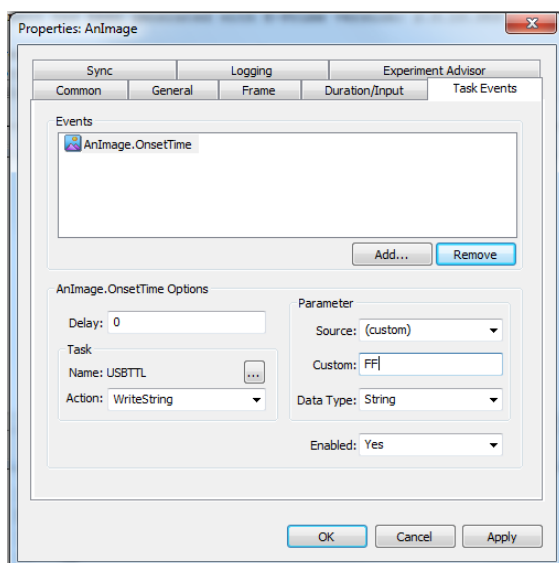 Properties: AnImage
Sync Logging Experiment Advisor
Common General Frame Duration/Input Task Events
Events
AnImage.OnsetTime
Add... Remove
AnImage.OnsetTime Options
Parameter
Delay: 0
Source: (custom)
Task
Name: USBTTL ...
Custom: FF
Action: WriteString
Data Type: String
Enabled: Yes
OK Cancel Apply